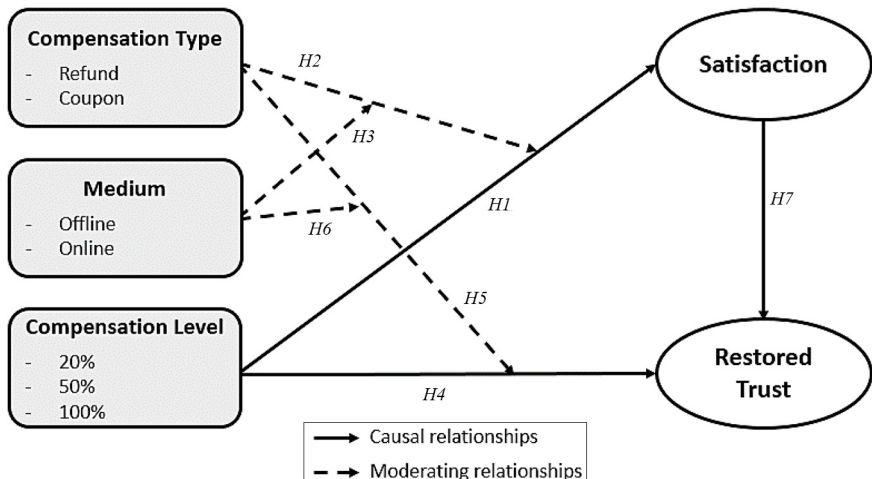 Compensation Type
- Refund
- Coupon
Medium
- Offline
- Online
Compensation Level
- 20%
- 50%
- 100%
H2
H3
H6
H1
H5
H4
Satisfaction
H7
Restored
Trust
Causal relationships
Moderating relationships